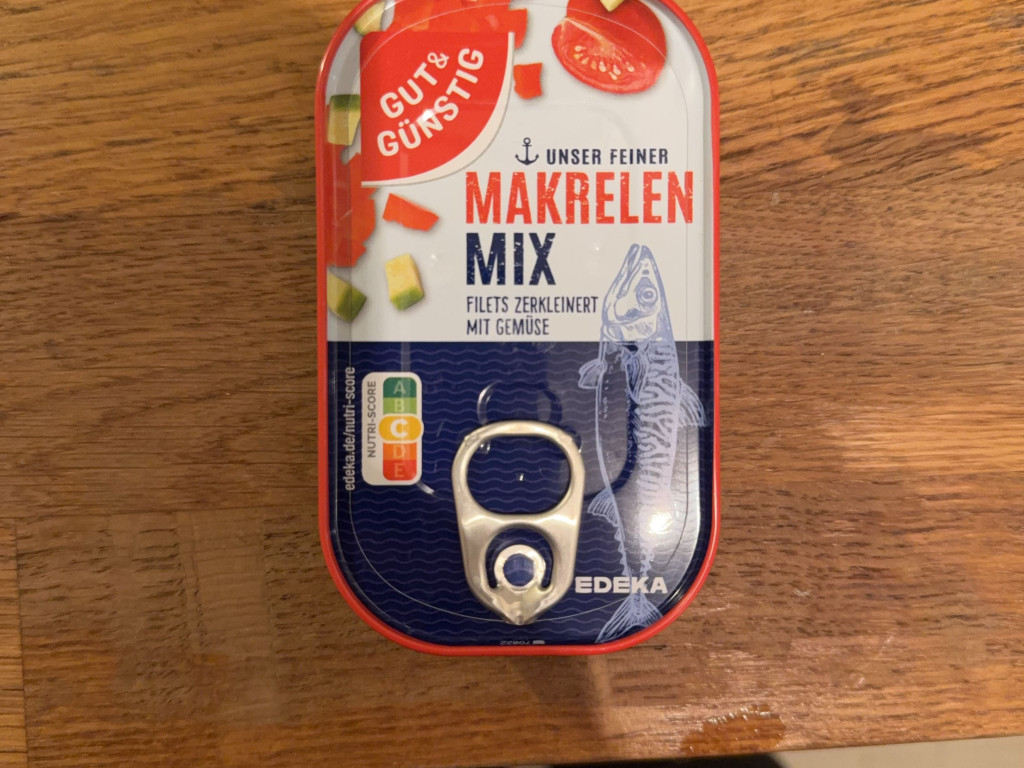 GUT&
GÜNSTIG
UNSER FEINER
MAKRELEN
MIX
FILETS ZERKLEINERT
MIT GEMÜSE
edeka.de/nutri-score
NUTRI-SCORE
A
B
C
D
E
EDEKA